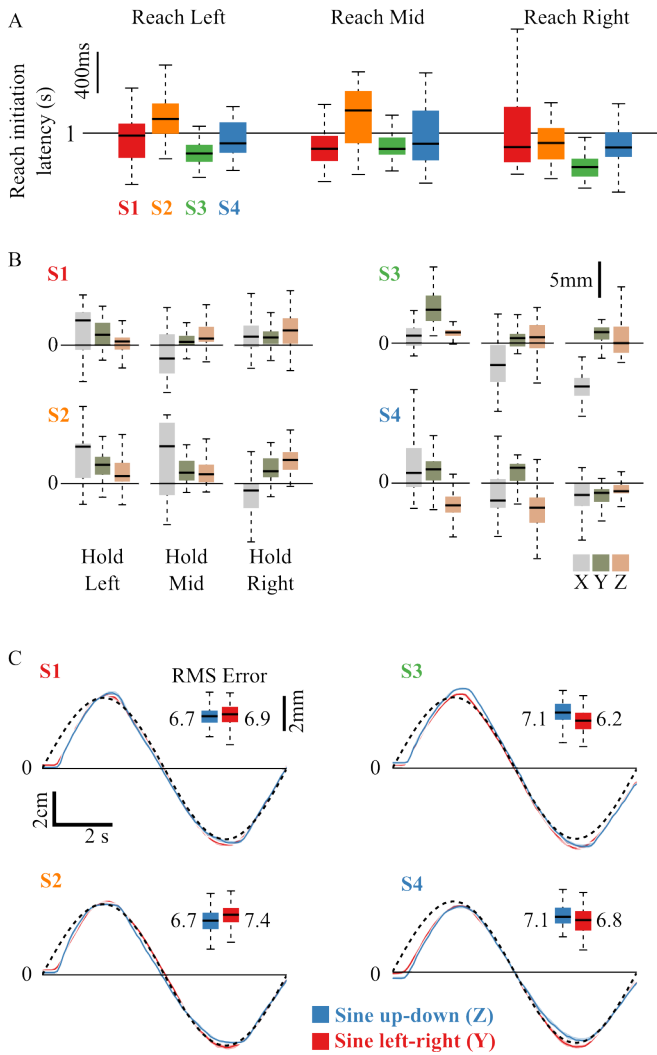 A
Reach Left
Reach Mid
Reach Right
400ms
Reach initiation
latency (s)
1
S1 S2 S3 S4
B
S1
0
S3
5mm
0
S2
0
S4
0
Hold
Left
Hold
Mid
Hold
Right
X Y Z
C
S1
RMS Error
6.7
6.9
2mm
0
2cm
2 s
S3
7.1
6.2
0
S2
6.7
7.4
0
S4
7.1
6.8
0
Sine up-down (Z)
Sine left-right (Y)